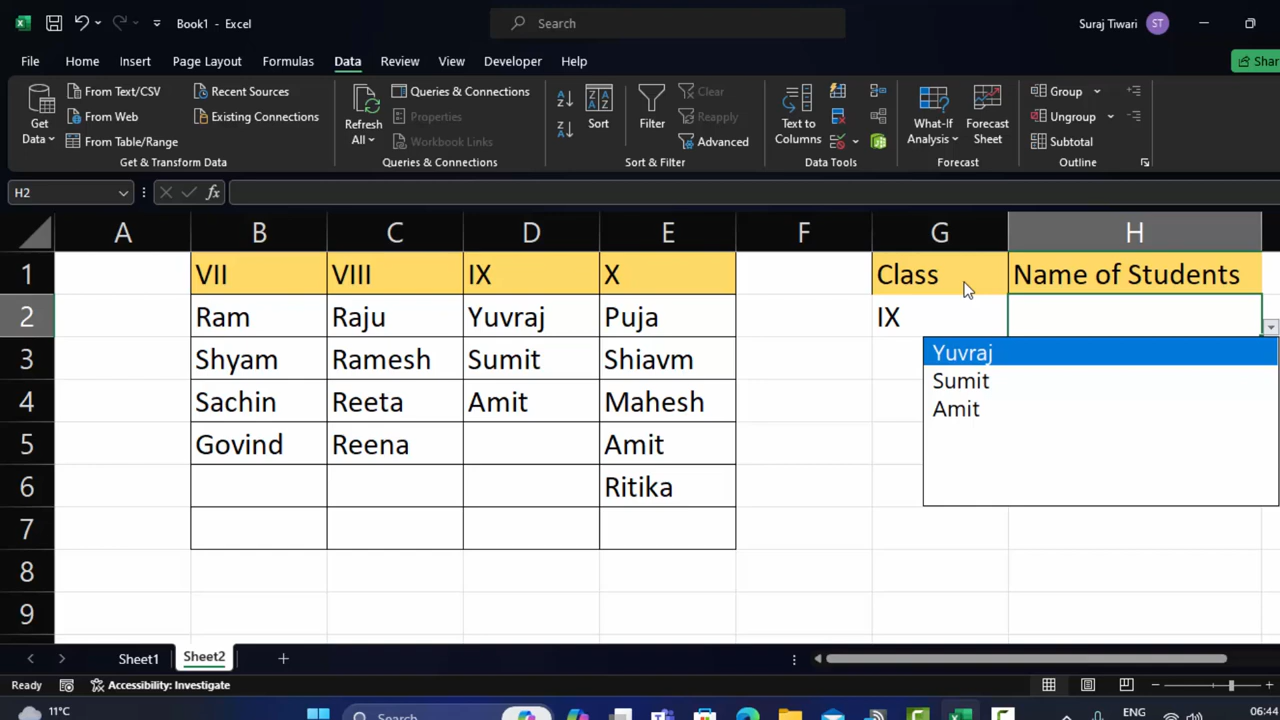 Book1 - Excel
Search
Suraj Tiwari ST
File Home Insert Page Layout Formulas Data Review View Developer Help
Shar
Get Data
From Text/CSV
From Web
From Table/Range
Recent Sources
Existing Connections
Get & Transform Data
Refresh All
Queries & Connections
Properties
Workbook Links
Queries & Connections
Sort
Filter
Clear
Reapply
Advanced
Sort & Filter
Text to Columns
Data Tools
What-If Analysis
Forecast Sheet
Forecast
Group
Ungroup
Subtotal
Outline
H2 fx
A B C D E F G H
1 VII VIII IX X Class Name of Students
2 Ram Raju Yuvraj Puja IX
3 Shyam Ramesh Sumit Shiavm
4 Sachin Reeta Amit Mahesh
5 Govind Reena Amit
6 Ritika
7
8
9
Yuvraj
Sumit
Amit
Sheet1 Sheet2
Ready Accessibility: Investigate
11°C
Search
ENG
06:44